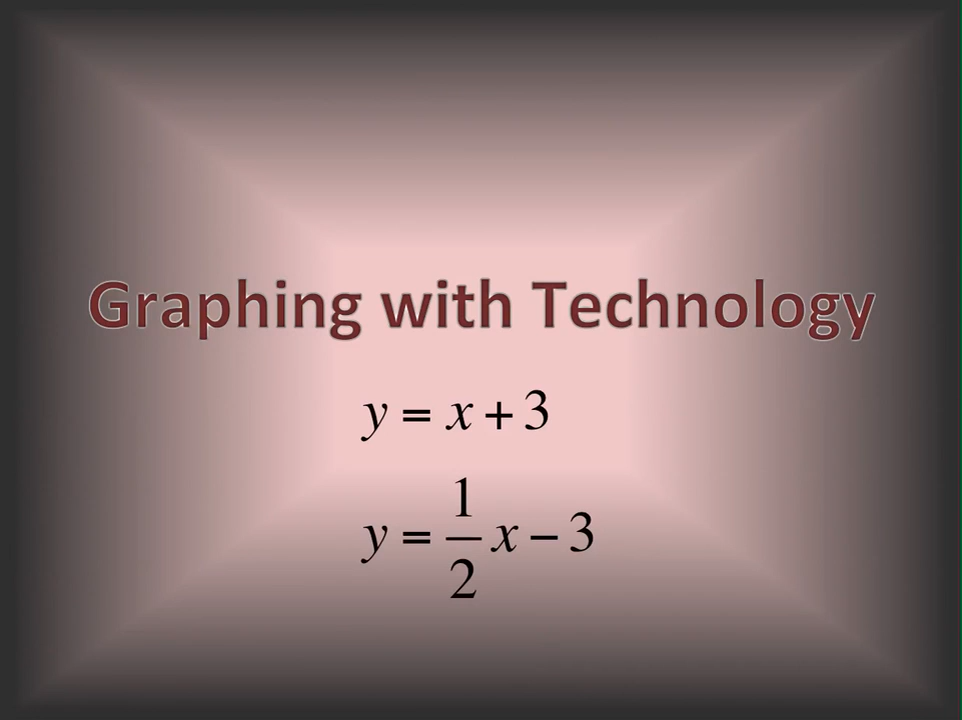 Graphing with Technology
y = x + 3
y = 1/2 x − 3